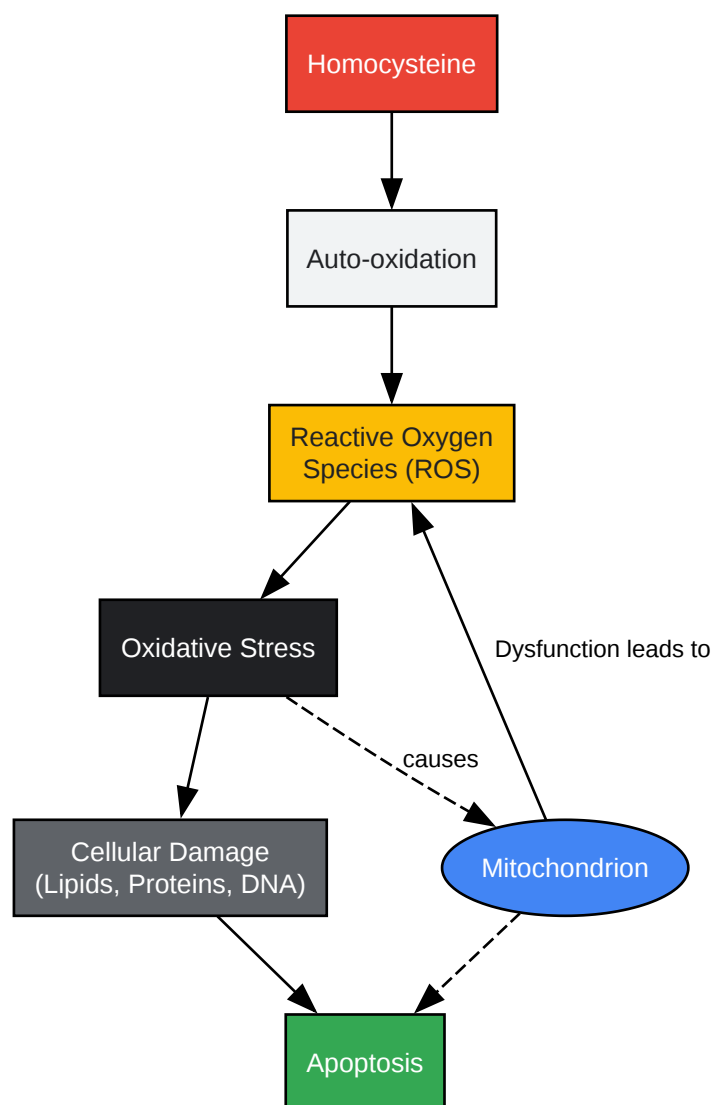 Homocysteine
Auto-oxidation
Reactive Oxygen
Species (ROS)
Oxidative Stress
Dysfunction leads to
causes
Cellular Damage
(Lipids, Proteins, DNA)
Mitochondrion
Apoptosis